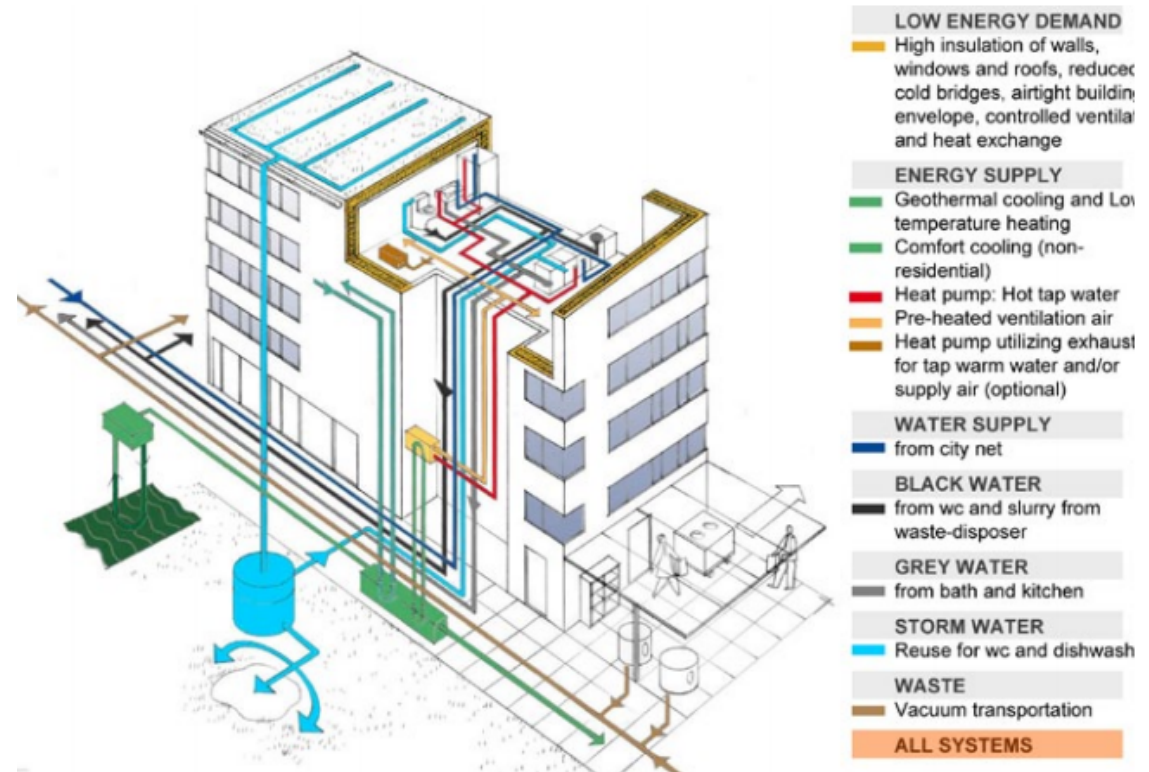 LOW ENERGY DEMAND
High insulation of walls,
windows and roofs, reduced
cold bridges, airtight building
envelope, controlled ventila
and heat exchange
ENERGY SUPPLY
Geothermal cooling and Low
temperature heating
Comfort cooling (non-
residential)
Heat pump: Hot tap water
Pre-heated ventilation air
Heat pump utilizing exhaust
for tap warm water and/or
supply air (optional)
WATER SUPPLY
from city net
BLACK WATER
from wc and slurry from
waste-disposer
GREY WATER
from bath and kitchen
STORM WATER
Reuse for wc and dishwash
WASTE
Vacuum transportation
ALL SYSTEMS